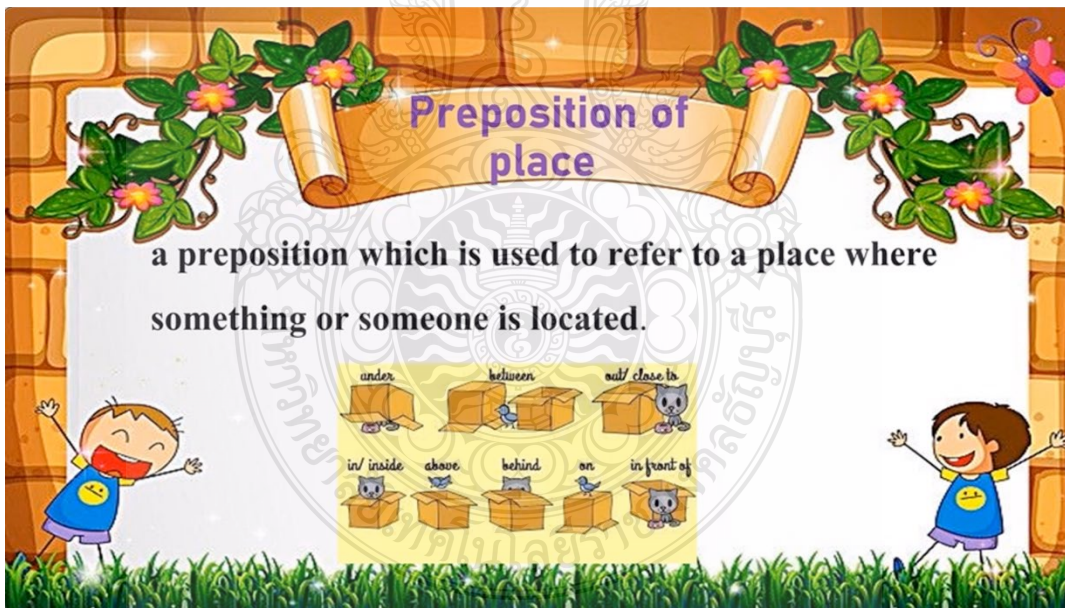 Preposition of
place
a preposition which is used to refer to a place where
something or someone is located.
under between out/ close to
in/ inside above behind on in front of